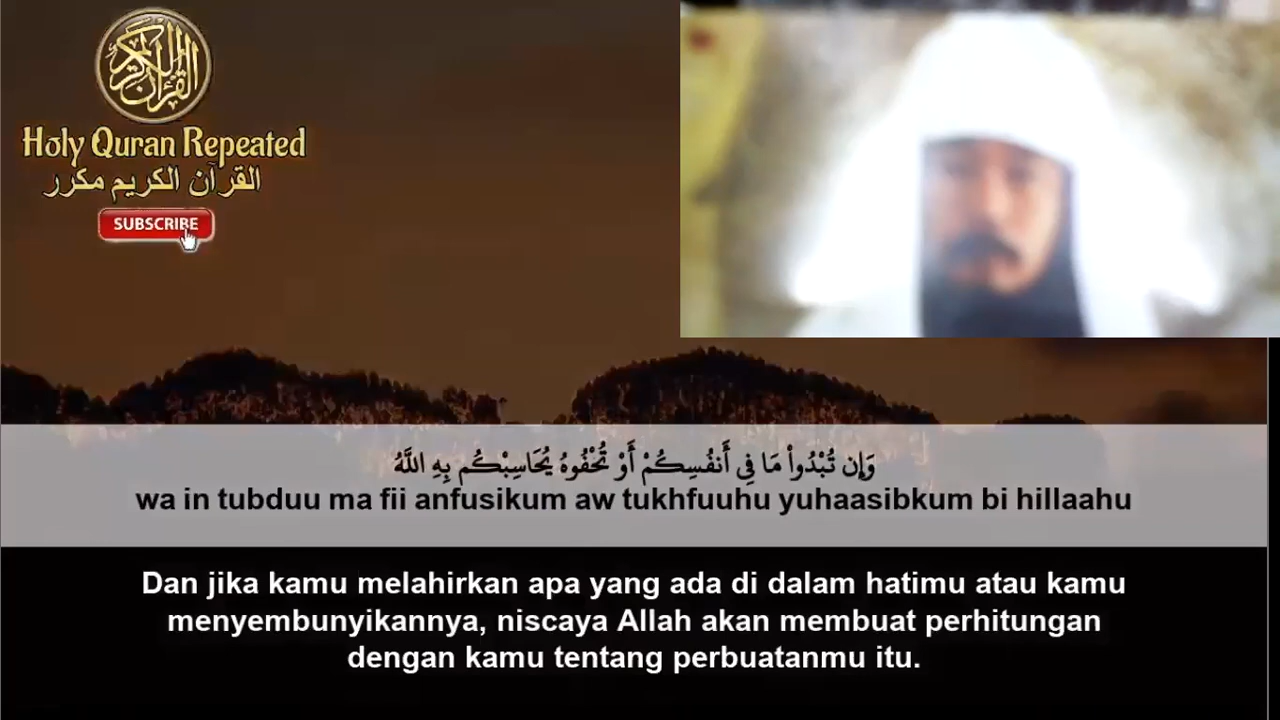 القرآن الكريم
Holy Quran Repeated
القرآن الكريم مكرر
SUBSCRIBE
وَإِن تُبْدُوا۟ مَا فِي أَنفُسِكُمْ أَوْ تُخْفُوهُ يُحَاسِبْكُم بِهِ اللَّهُ
wa in tubduu ma fii anfusikum aw tukhfuuhu yuhaasibkum bi hillaahu
Dan jika kamu melahirkan apa yang ada di dalam hatimu atau kamu
menyembunyikannya, niscaya Allah akan membuat perhitungan
dengan kamu tentang perbuatanmu itu.